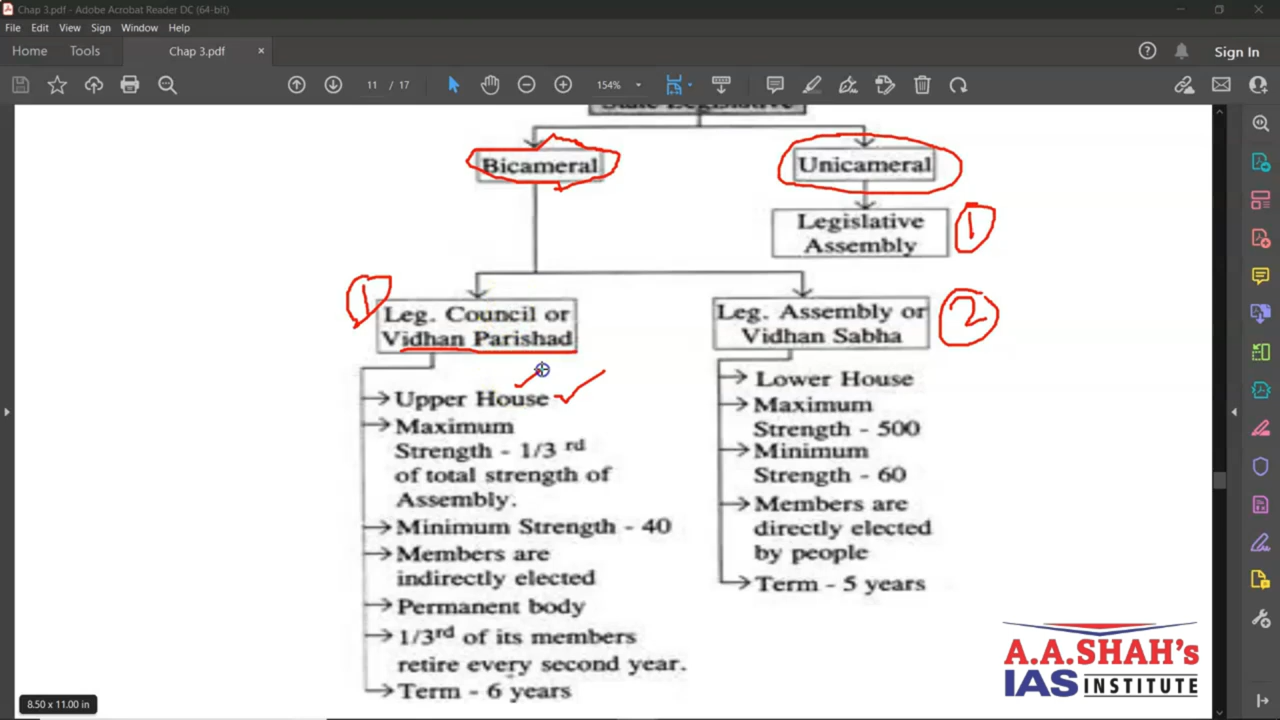 Chap 3.pdf - Adobe Acrobat Reader DC (64-bit)
File Edit View Sign Window Help
Home Tools Chap 3.pdf × Sign In
11 / 17 154%
State Legislative
Bicameral
Unicameral
Legislative
Assembly
1
1
Leg. Council or
Vidhan Parishad
Upper House
Maximum
Strength - 1/3 rd
of total strength of
Assembly.
Minimum Strength - 40
Members are
indirectly elected
Permanent body
1/3rd of its members
retire every second year.
Term - 6 years
Leg. Assembly or
Vidhan Sabha
2
Lower House
Maximum
Strength - 500
Minimum
Strength - 60
Members are
directly elected
by people
Term - 5 years
A.A.SHAH's
IAS INSTITUTE
8.50 x 11.00 in